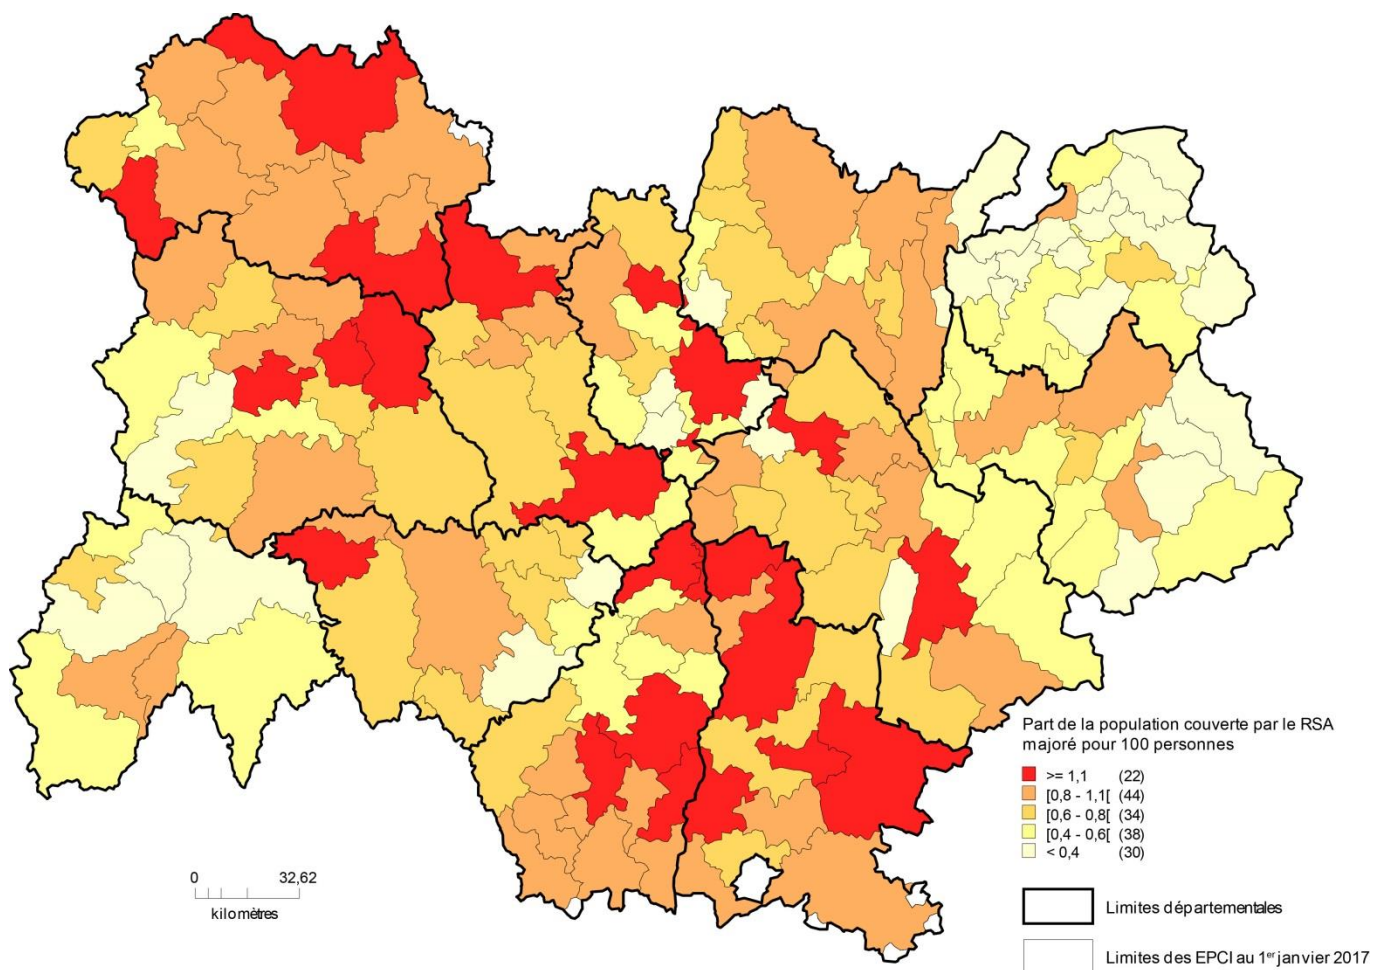 Part de la population couverte par le RSA
majoré pour 100 personnes
>= 1,1 (22)
[0,8 - 1,1[ (44)
[0,6 - 0,8[ (34)
[0,4 - 0,6[ (38)
< 0,4 (30)
0 32,62
kilomètres
Limites départementales
Limites des EPCI au 1er janvier 2017